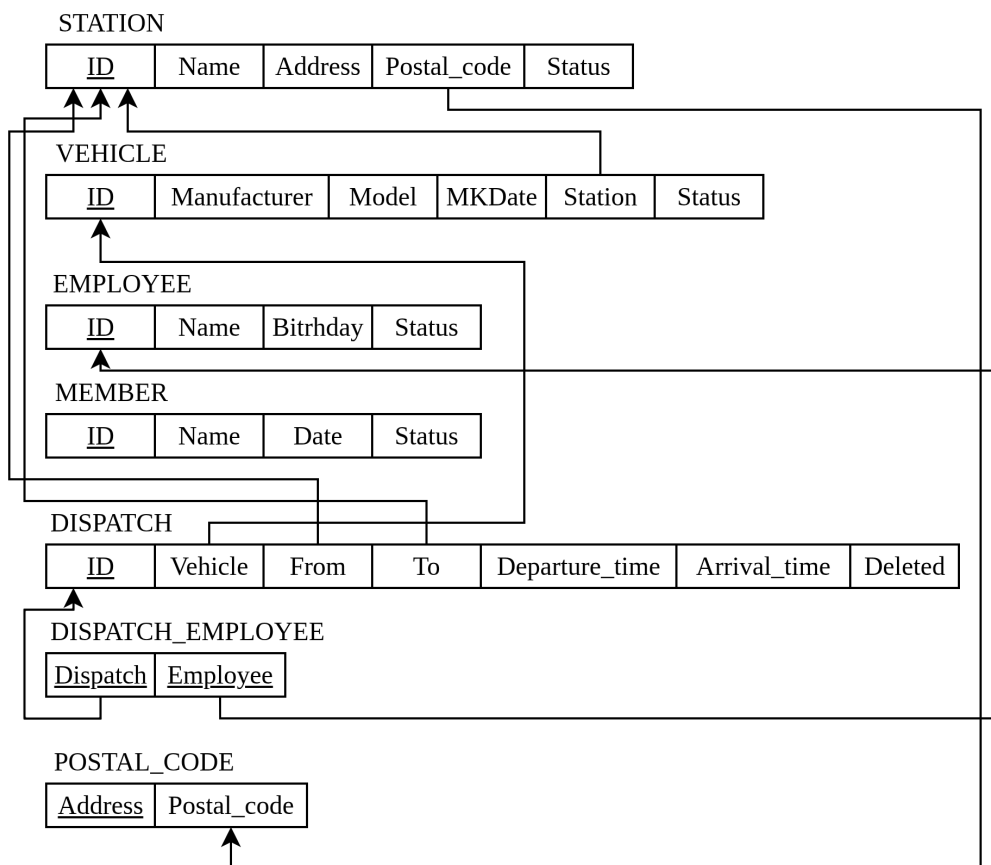 STATION
ID Name Address Postal_code Status
VEHICLE
ID Manufacturer Model MKDate Station Status
EMPLOYEE
ID Name Bitrhday Status
MEMBER
ID Name Date Status
DISPATCH
ID Vehicle From To Departure_time Arrival_time Deleted
DISPATCH_EMPLOYEE
Dispatch Employee
POSTAL_CODE
Address Postal_code